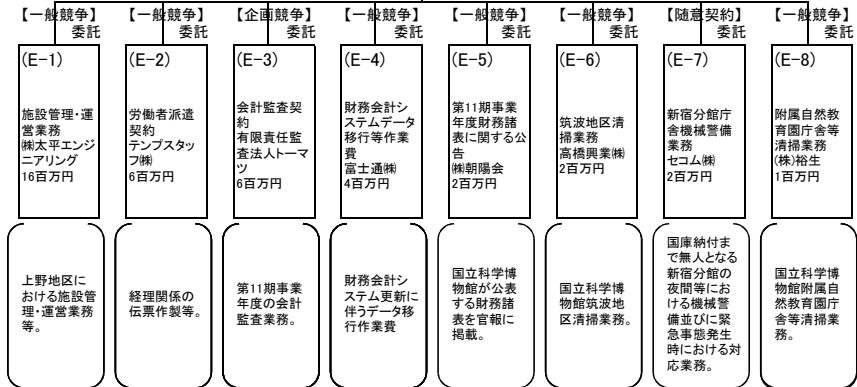 【一般競争】
委託
【一般競争】
委託
【企画競争】
委託
【一般競争】
委託
【一般競争】
委託
【一般競争】
委託
【随意契約】
委託
【一般競争】
委託
(E-1)
施設管理・運
営業務
㈱太平エンジ
ニアリング
16百万円
(E-2)
労働者派遣
契約
テンプスタッ
フ㈱
6百万円
(E-3)
会計監査契
約
有限責任監
査法人トーマ
ツ
6百万円
(E-4)
財務会計シ
ステムデータ
移行等作業
費
富士通㈱
4百万円
(E-5)
第11期事業
年度財務諸
表に関する公
告
㈱朝陽会
2百万円
(E-6)
筑波地区清
掃業務
高橋興業㈱
2百万円
(E-7)
新宿分館庁
舎機械警備
業務
セコム㈱
2百万円
(E-8)
附属自然教
育園庁舎等
清掃業務
(株)裕生
1百万円
上野地区に
おける施設管
理・運営業務
等。
経理関係の
伝票作製等。
第11期事業
年度の会計
監査業務。
財務会計シ
ステム更新に
伴うデータ移
行作業費
国立科学博
物館が公表
する財務諸
表を官報に
掲載。
国立科学博
物館筑波地
区清掃業務。
国庫納付ま
で無人となる
新宿分館の
夜間等にお
ける機械警
備並びに緊
急事態発生
時における対
応業務。
国立科学博
物館附属自
然教育園庁
舎等清掃業
務。